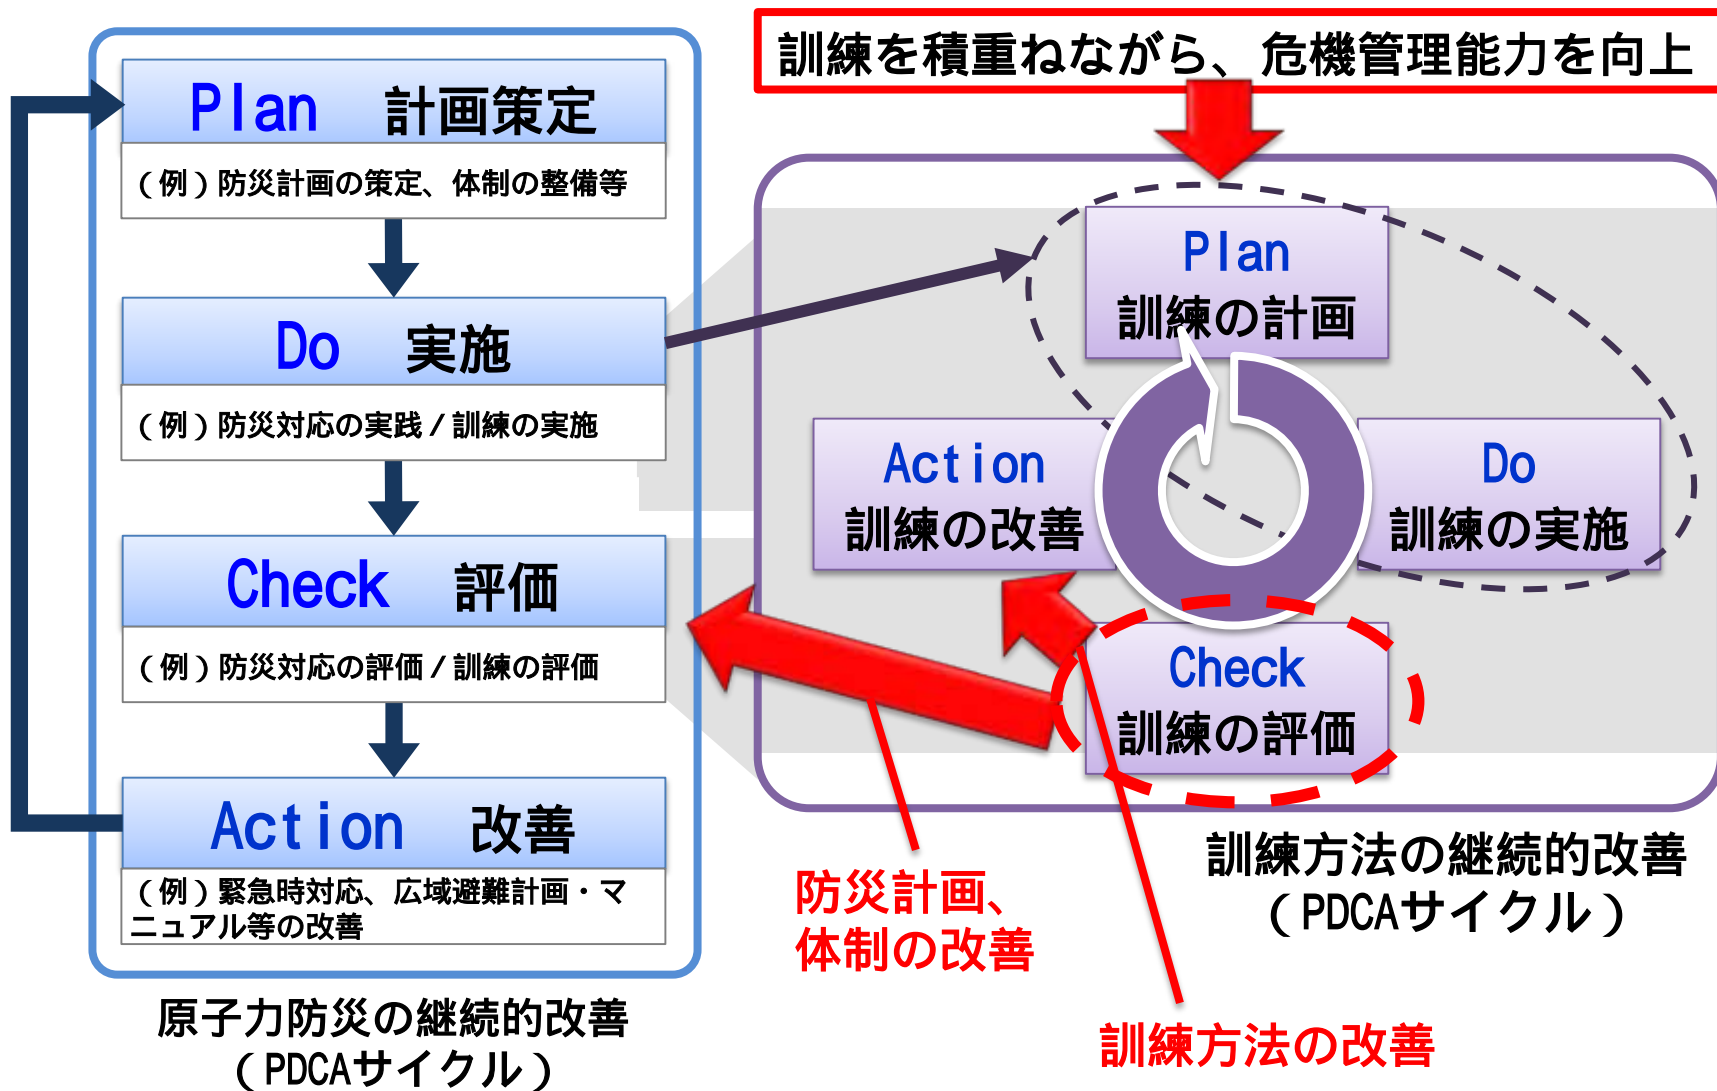 訓練を積重ねながら、危機管理能力を向上
Plan 計画策定
（例）防災計画の策定、体制の整備等
Do 実施
（例）防災対応の実践／訓練の実施
Check 評価
（例）防災対応の評価／訓練の評価
Action 改善
（例）緊急時対応、広域避難計画・マ
ニュアル等の改善
原子力防災の継続的改善
（PDCAサイクル）
Plan
訓練の計画
Action
訓練の改善
Do
訓練の実施
Check
訓練の評価
訓練方法の継続的改善
（PDCAサイクル）
防災計画、
体制の改善
訓練方法の改善